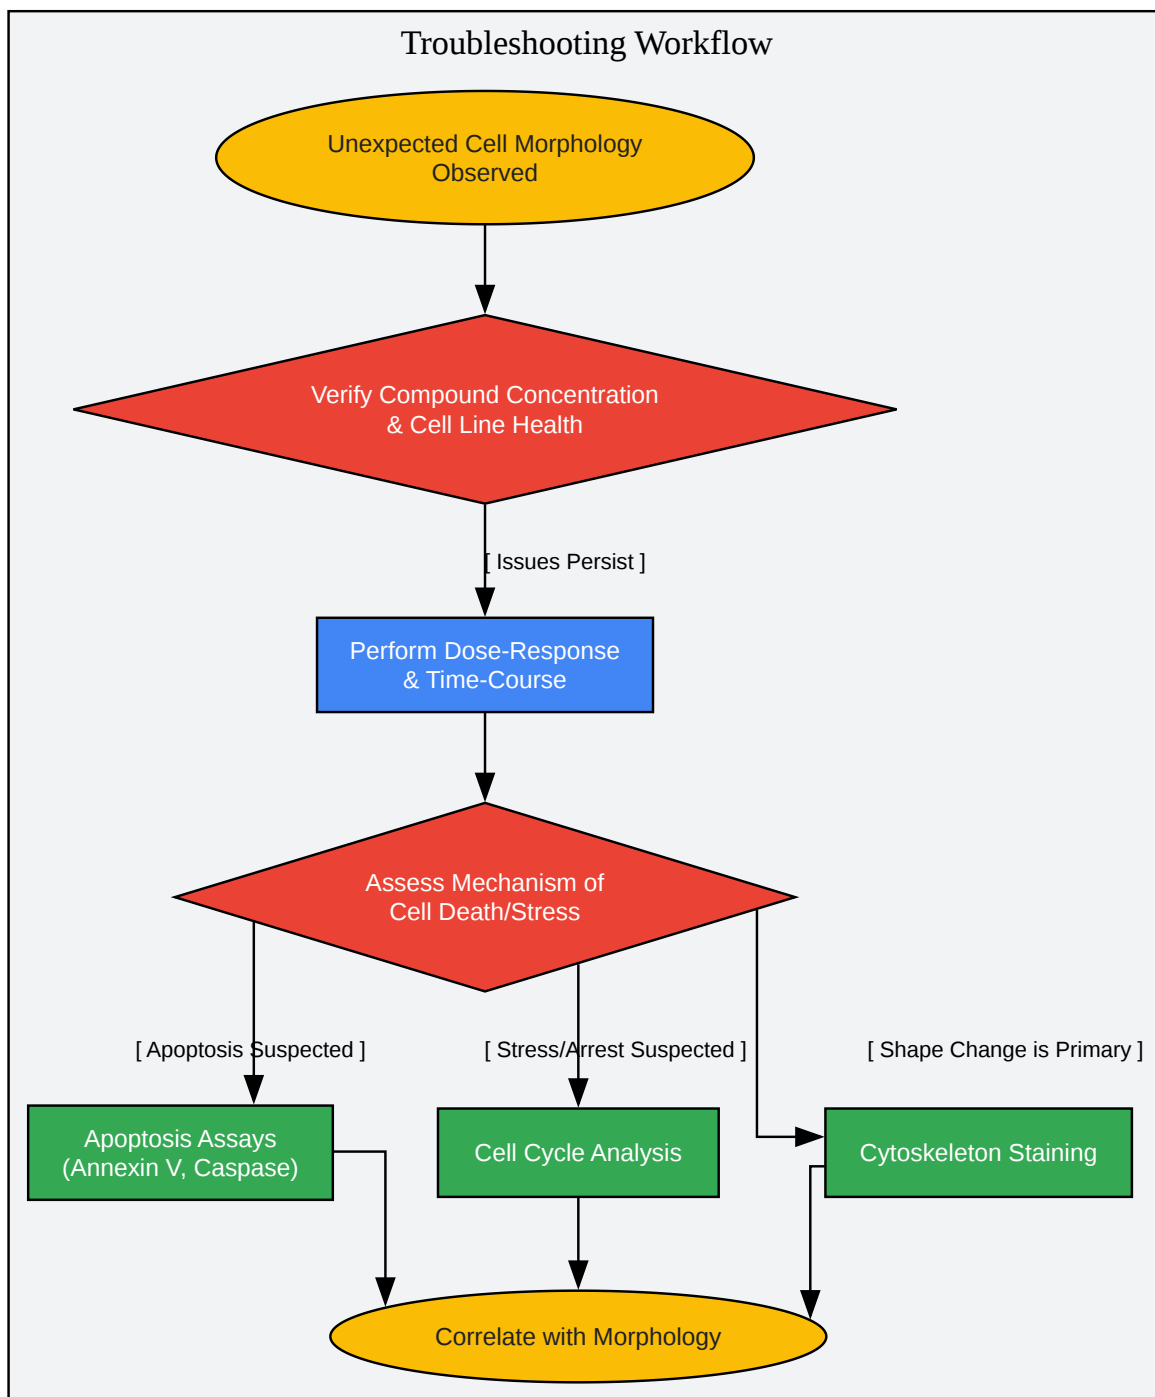 Troubleshooting Workflow
Unexpected Cell Morphology
Observed
Verify Compound Concentration
& Cell Line Health
[ Issues Persist ]
Perform Dose-Response
& Time-Course
Assess Mechanism of
Cell Death/Stress
[ Apoptosis Suspected ]
[ Stress/Arrest Suspected ]
[ Shape Change is Primary ]
Apoptosis Assays
(Annexin V, Caspase)
Cell Cycle Analysis
Cytoskeleton Staining
Correlate with Morphology